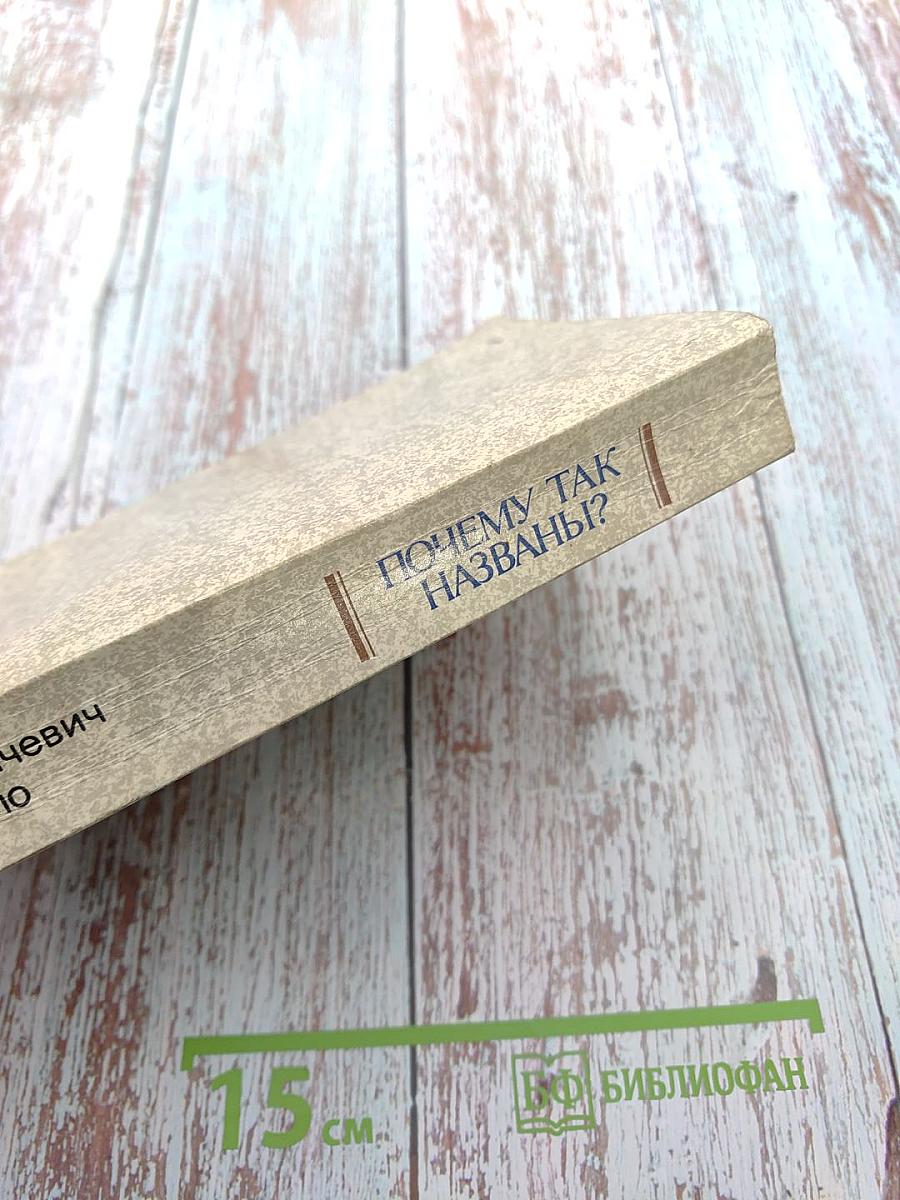 ПОЧЕМУ ТАК
НАЗВАНЫ?
чевич
ю
15 см
БФ БИБЛИОФАН